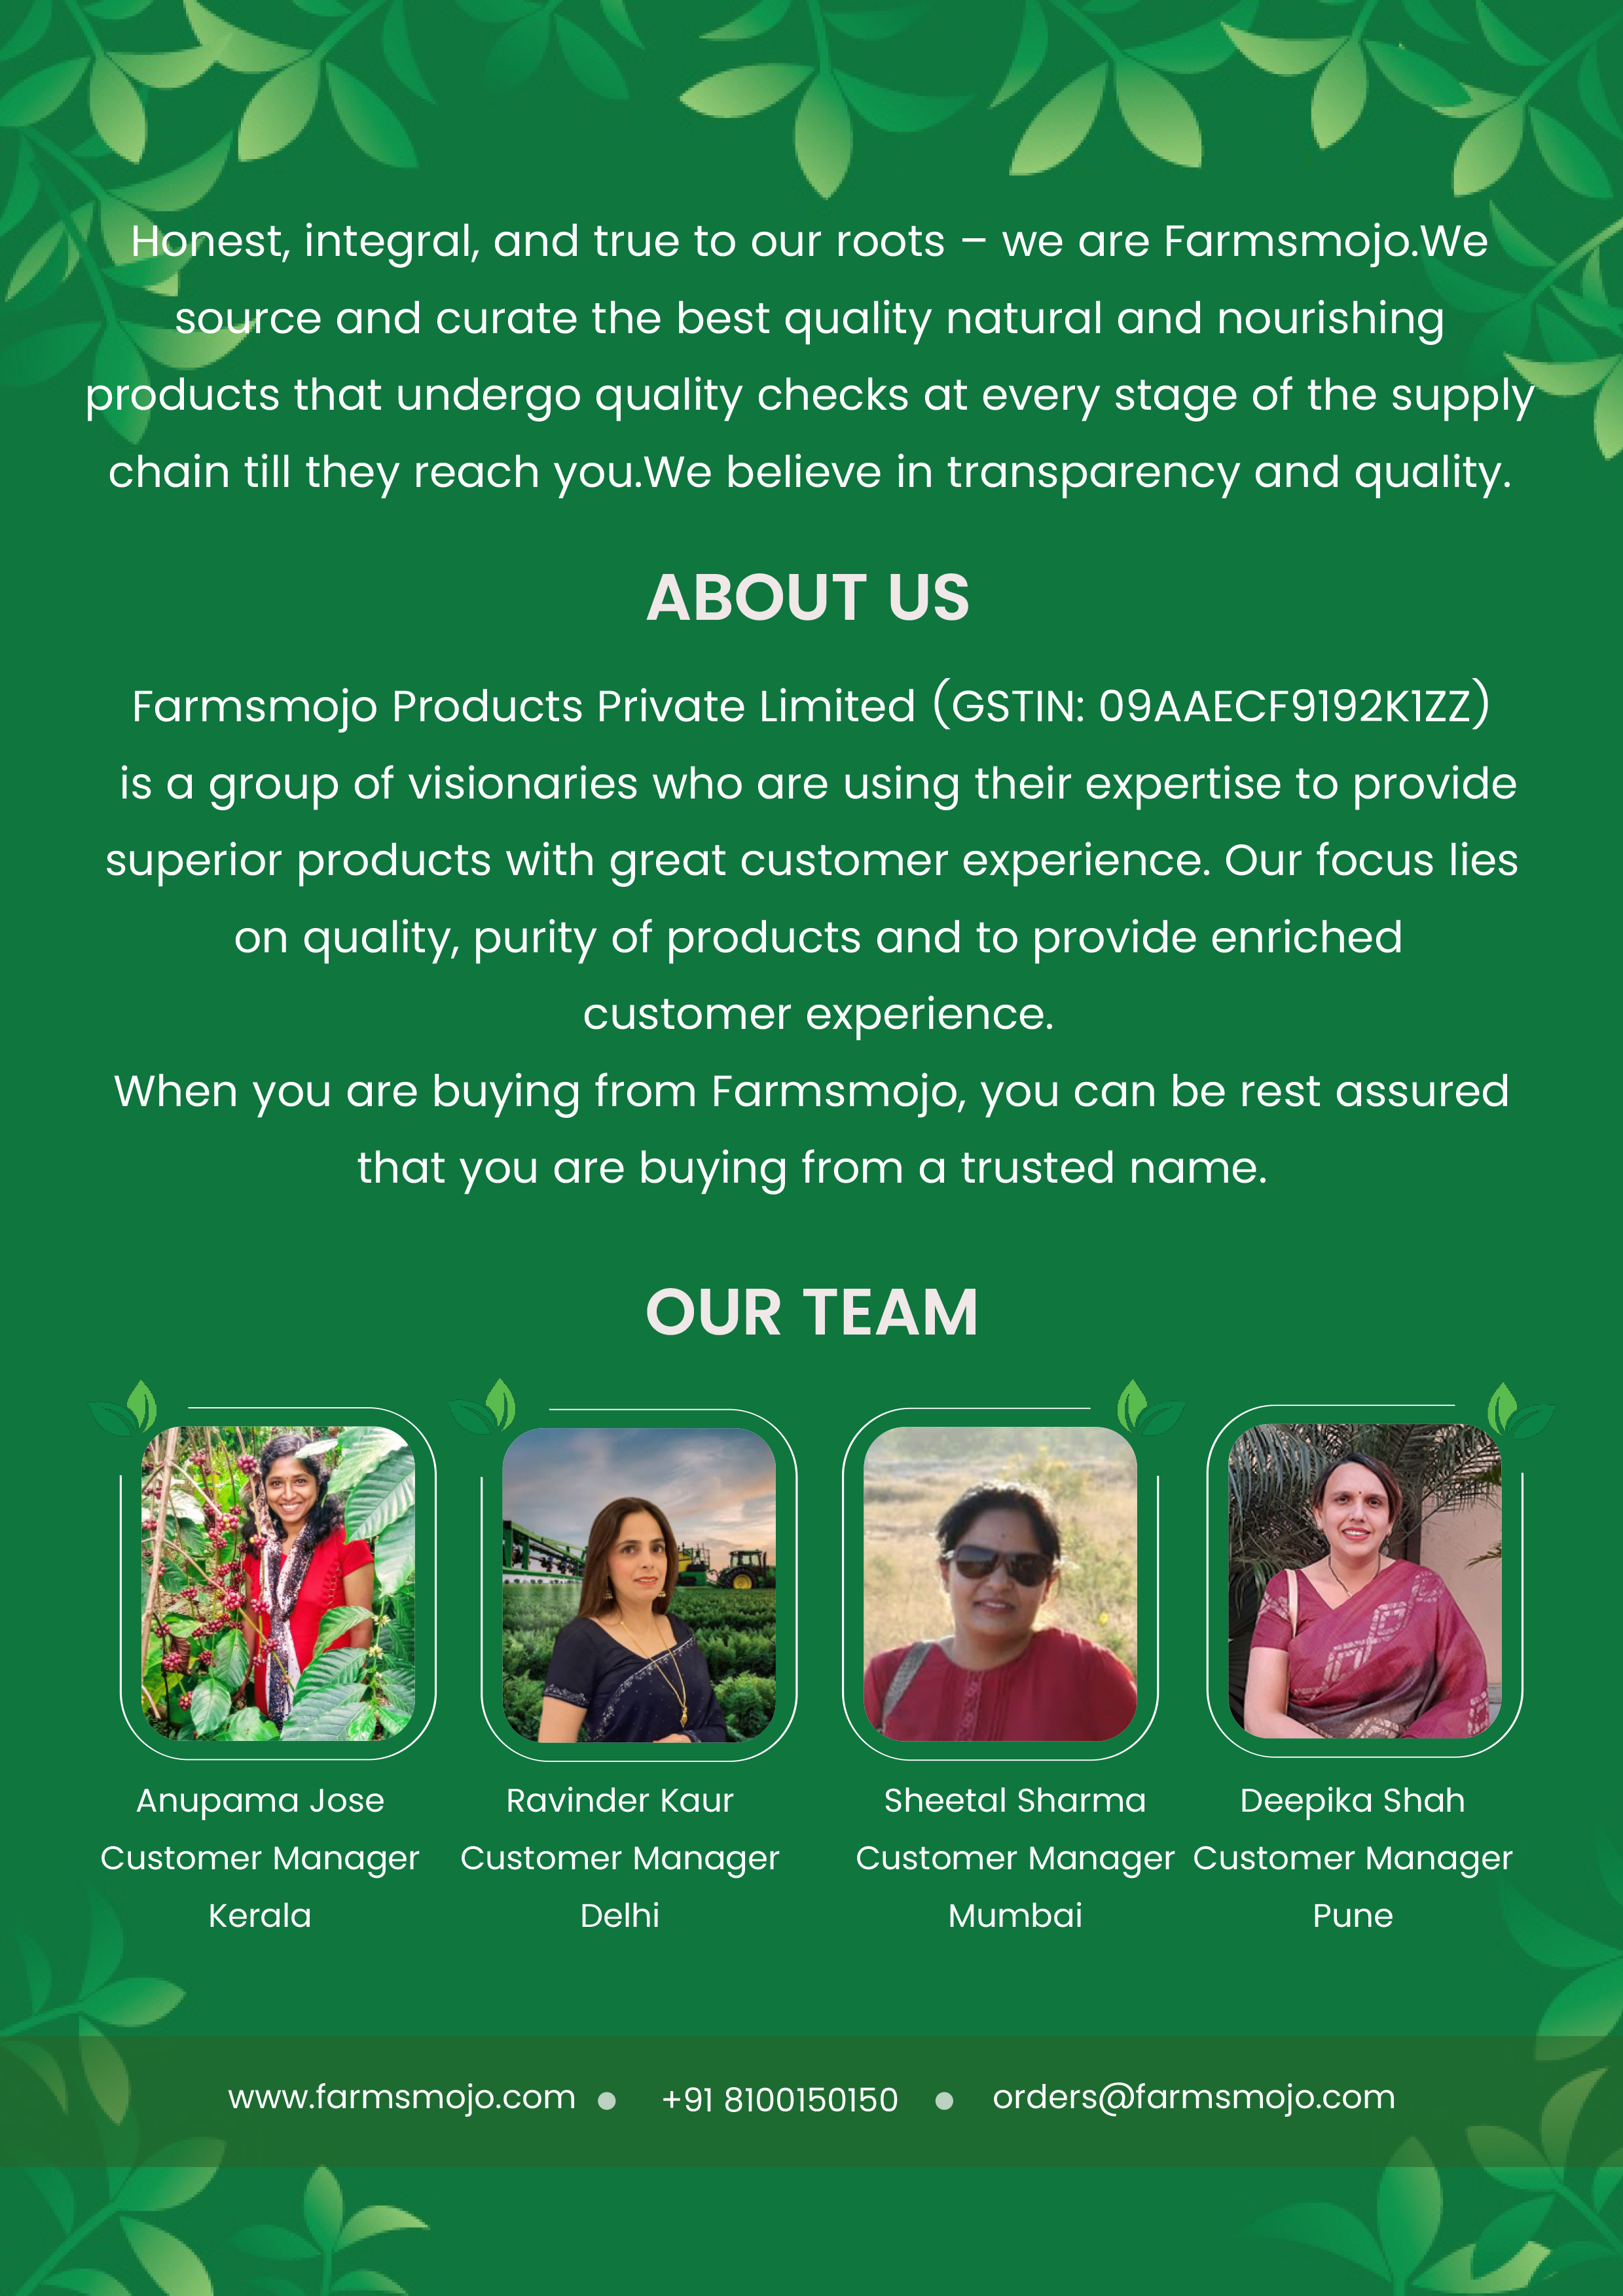 Honest, integral, and true to our roots – we are Farmsmojo.We
source and curate the best quality natural and nourishing
products that undergo quality checks at every stage of the supply
chain till they reach you.We believe in transparency and quality.
ABOUT US
Farmsmojo Products Private Limited (GSTIN: 09AAECF9192K1ZZ)
is a group of visionaries who are using their expertise to provide
superior products with great customer experience. Our focus lies
on quality, purity of products and to provide enriched
customer experience.
When you are buying from Farmsmojo, you can be rest assured
that you are buying from a trusted name.
OUR TEAM
Anupama Jose
Customer Manager
Kerala
Ravinder Kaur
Customer Manager
Delhi
Sheetal Sharma
Customer Manager
Mumbai
Deepika Shah
Customer Manager
Pune
www.farmsmojo.com ● +91 8100150150 ● orders@farmsmojo.com